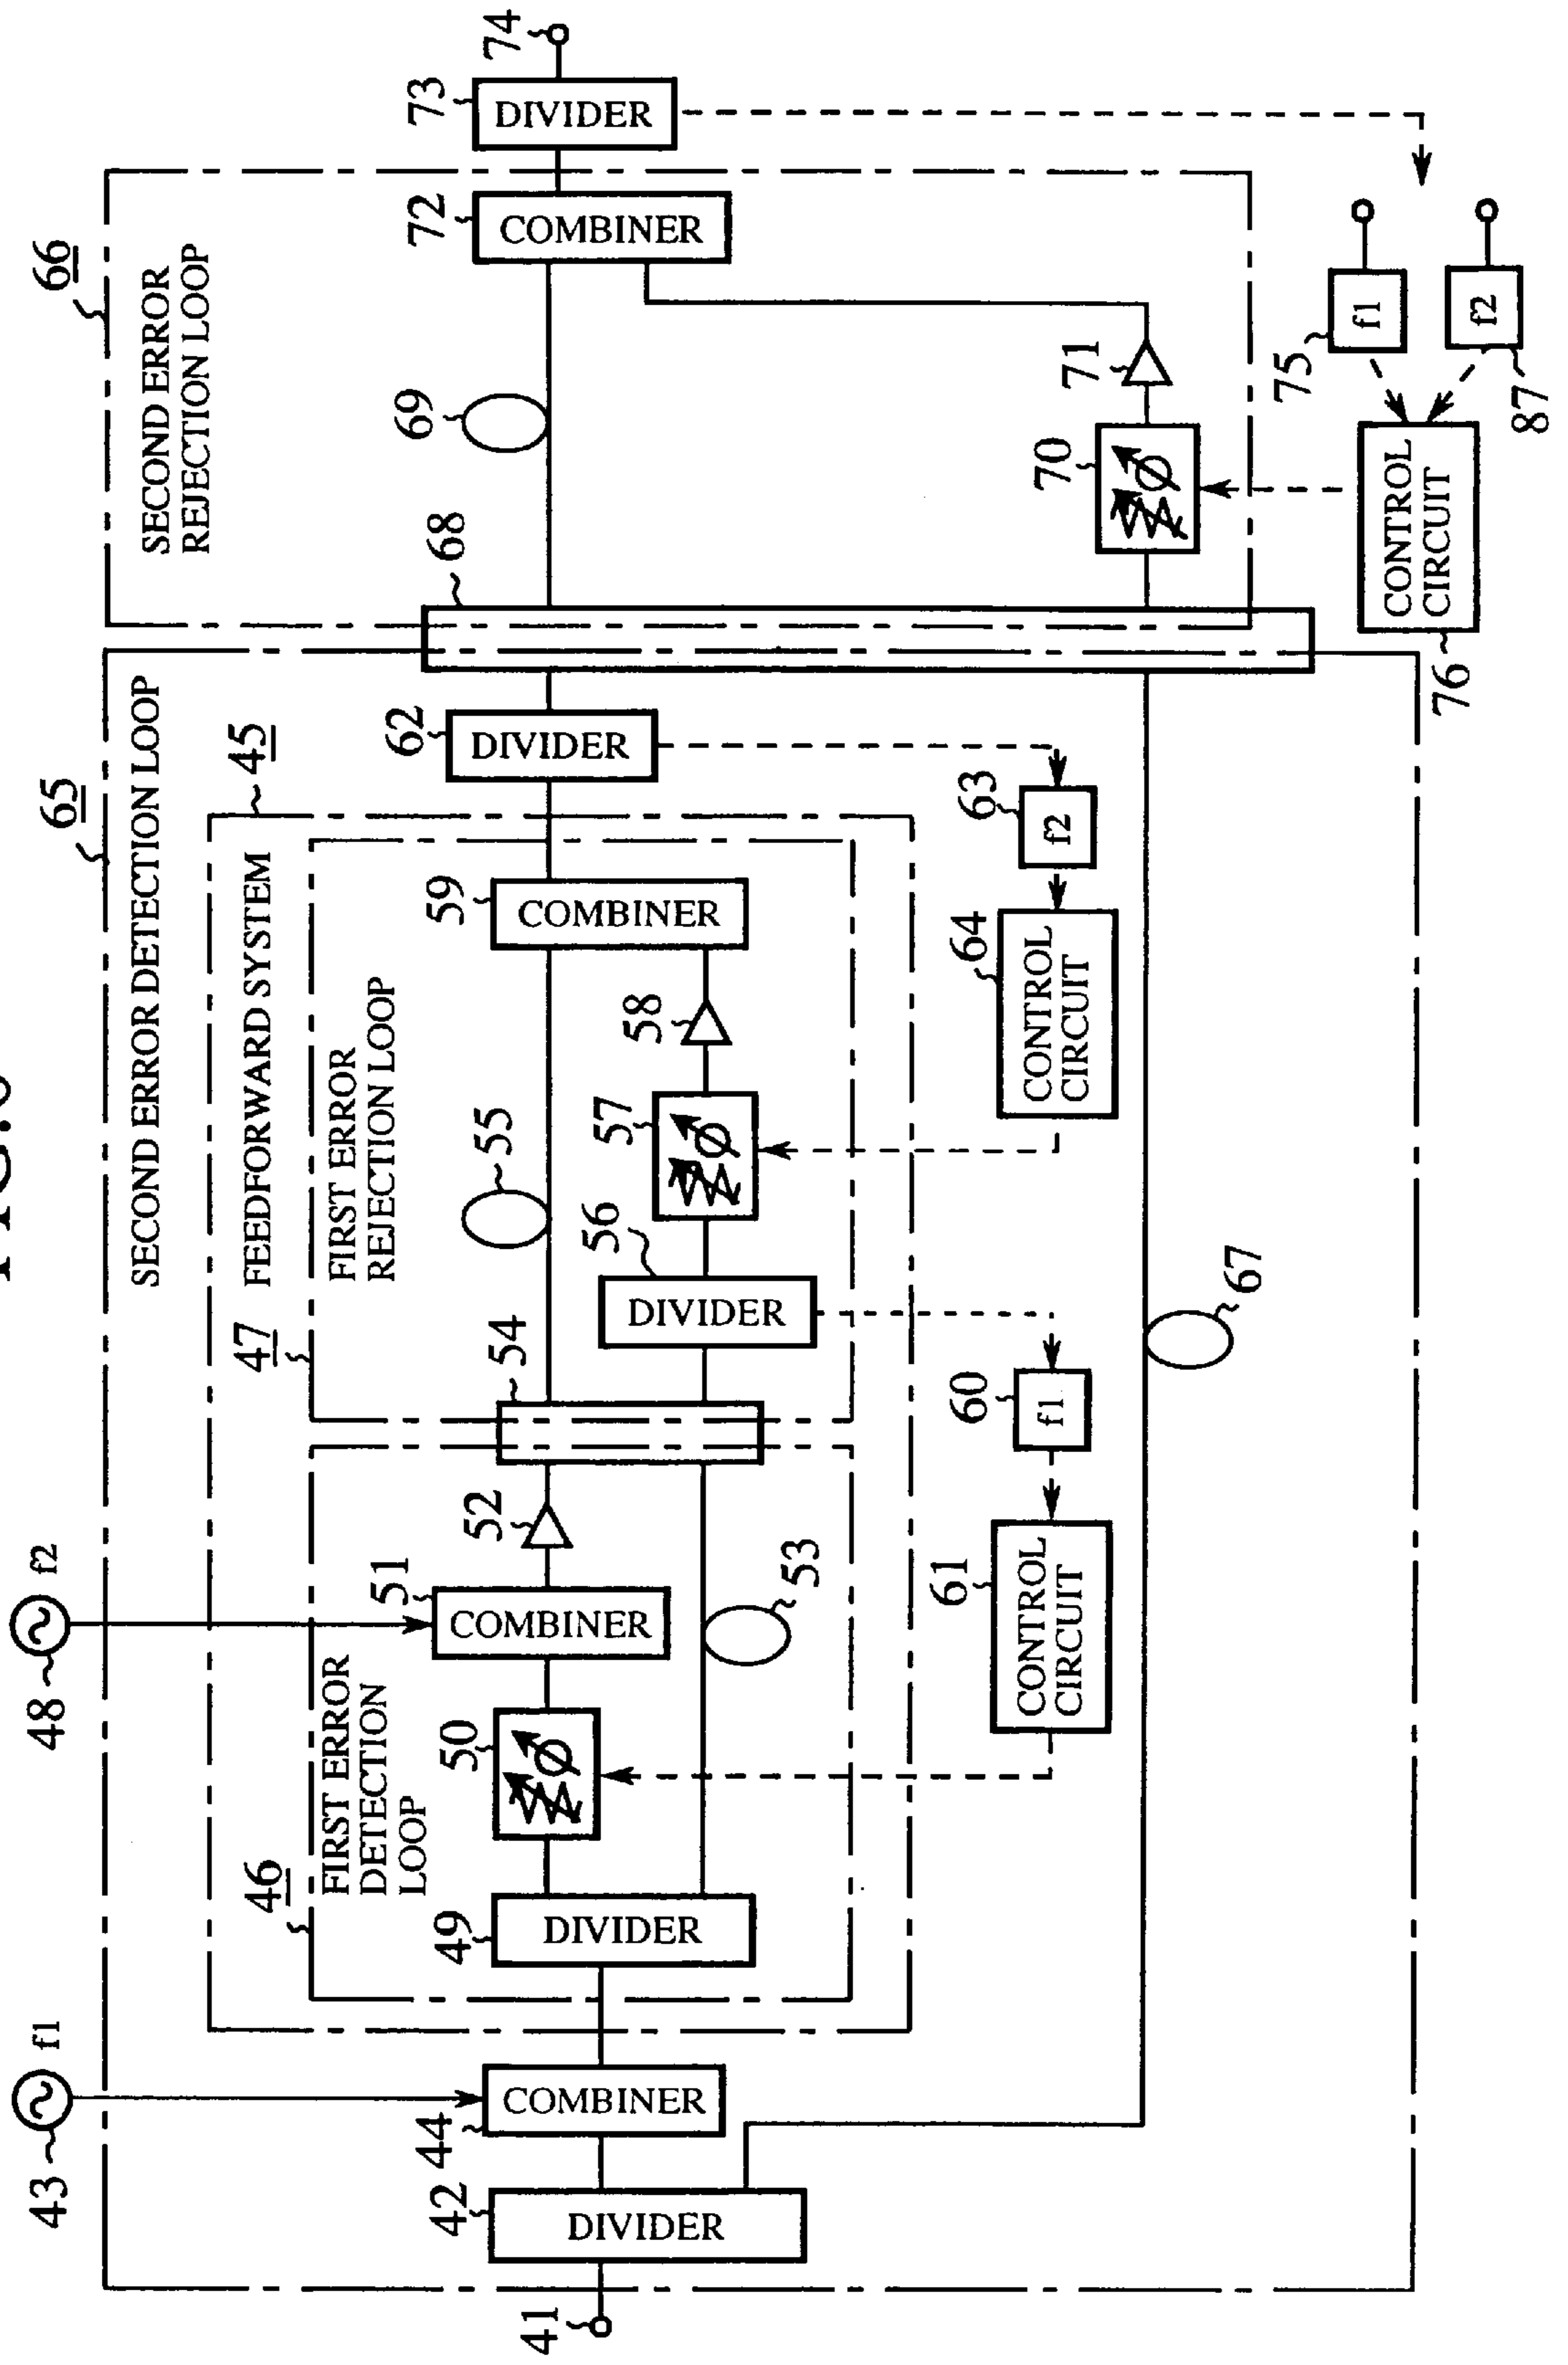 43
f1
48
f2
65
SECOND ERROR DETECTION LOOP
66
SECOND ERROR
REJECTION LOOP
45
FEEDFORWARD SYSTEM
46
FIRST ERROR
DETECTION
LOOP
47
FIRST ERROR
REJECTION LOOP
41
42
DIVIDER
44
COMBINER
49
DIVIDER
50
51
COMBINER
52
53
54
55
56
DIVIDER
57
58
59
COMBINER
62
DIVIDER
68
69
72
COMBINER
73
DIVIDER
74
61
CONTROL
CIRCUIT
60
f1
64
CONTROL
CIRCUIT
63
f2
67
70
71
75
f1
f2
87
76
CONTROL
CIRCUIT